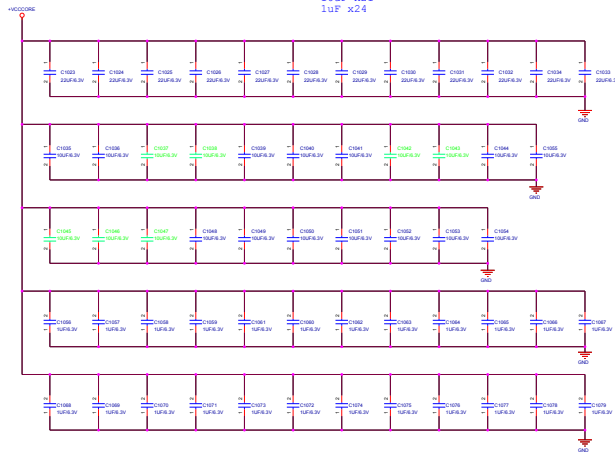 1uF x24
+VCCCORE
C1023 C1024 C1025 C1026 C1027 C1028 C1029 C1030 C1031 C1032 C1034 C1033
22UF/6.3V 22UF/6.3V 22UF/6.3V 22UF/6.3V 22UF/6.3V 22UF/6.3V 22UF/6.3V 22UF/6.3V 22UF/6.3V 22UF/6.3V 22UF/6.3V 22UF/6.3V
GND
C1035 C1036 C1037 C1038 C1039 C1040 C1041 C1042 C1043 C1044 C1055
10UF/6.3V 10UF/6.3V 10UF/6.3V 10UF/6.3V 10UF/6.3V 10UF/6.3V 10UF/6.3V 10UF/6.3V 10UF/6.3V 10UF/6.3V 10UF/6.3V
GND
C1045 C1046 C1047 C1048 C1049 C1050 C1051 C1052 C1053 C1054
10UF/6.3V 10UF/6.3V 10UF/6.3V 10UF/6.3V 10UF/6.3V 10UF/6.3V 10UF/6.3V 10UF/6.3V 10UF/6.3V 10UF/6.3V
GND
C1056 C1057 C1058 C1059 C1061 C1060 C1062 C1063 C1064 C1065 C1066 C1067
1UF/6.3V 1UF/6.3V 1UF/6.3V 1UF/6.3V 1UF/6.3V 1UF/6.3V 1UF/6.3V 1UF/6.3V 1UF/6.3V 1UF/6.3V 1UF/6.3V 1UF/6.3V
GND
C1068 C1069 C1070 C1071 C1073 C1072 C1074 C1075 C1076 C1077 C1078 C1079
1UF/6.3V 1UF/6.3V 1UF/6.3V 1UF/6.3V 1UF/6.3V 1UF/6.3V 1UF/6.3V 1UF/6.3V 1UF/6.3V 1UF/6.3V 1UF/6.3V 1UF/6.3V
GND